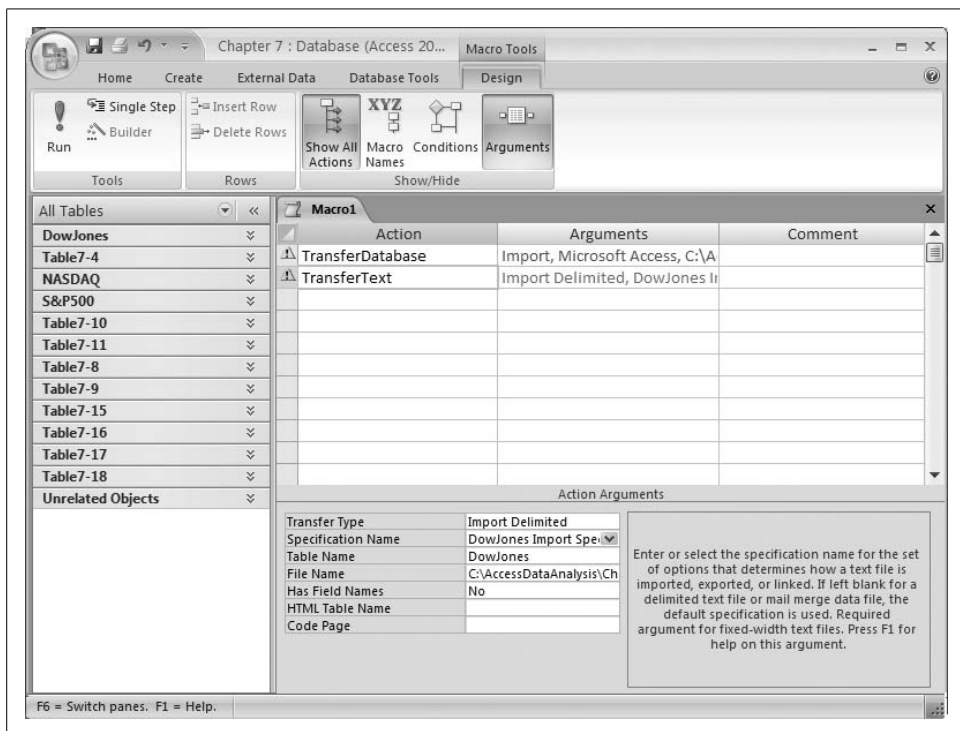 Chapter 7 : Database (Access 20...
Macro Tools
Home Create External Data Database Tools Design
Run
Single Step
Builder
Tools
Insert Row
Delete Rows
Rows
Show All Actions
XYZ
Macro Names
Conditions
Arguments
Show/Hide
All Tables
DowJones
Table7-4
NASDAQ
S&P500
Table7-10
Table7-11
Table7-8
Table7-9
Table7-15
Table7-16
Table7-17
Table7-18
Unrelated Objects
Macro1
Action Arguments Comment
TransferDatabase Import, Microsoft Access, C:\A
TransferText Import Delimited, DowJones Ir
Action Arguments
Transfer Type Import Delimited
Specification Name DowJones Import Spe
Table Name DowJones
File Name C:\AccessDataAnalysis\Ch
Has Field Names No
HTML Table Name
Code Page
Enter or select the specification name for the set
of options that determines how a text file is
imported, exported, or linked. If left blank for a
delimited text file or mail merge data file, the
default specification is used. Required
argument for fixed-width text files. Press F1 for
help on this argument.
F6 = Switch panes. F1 = Help.